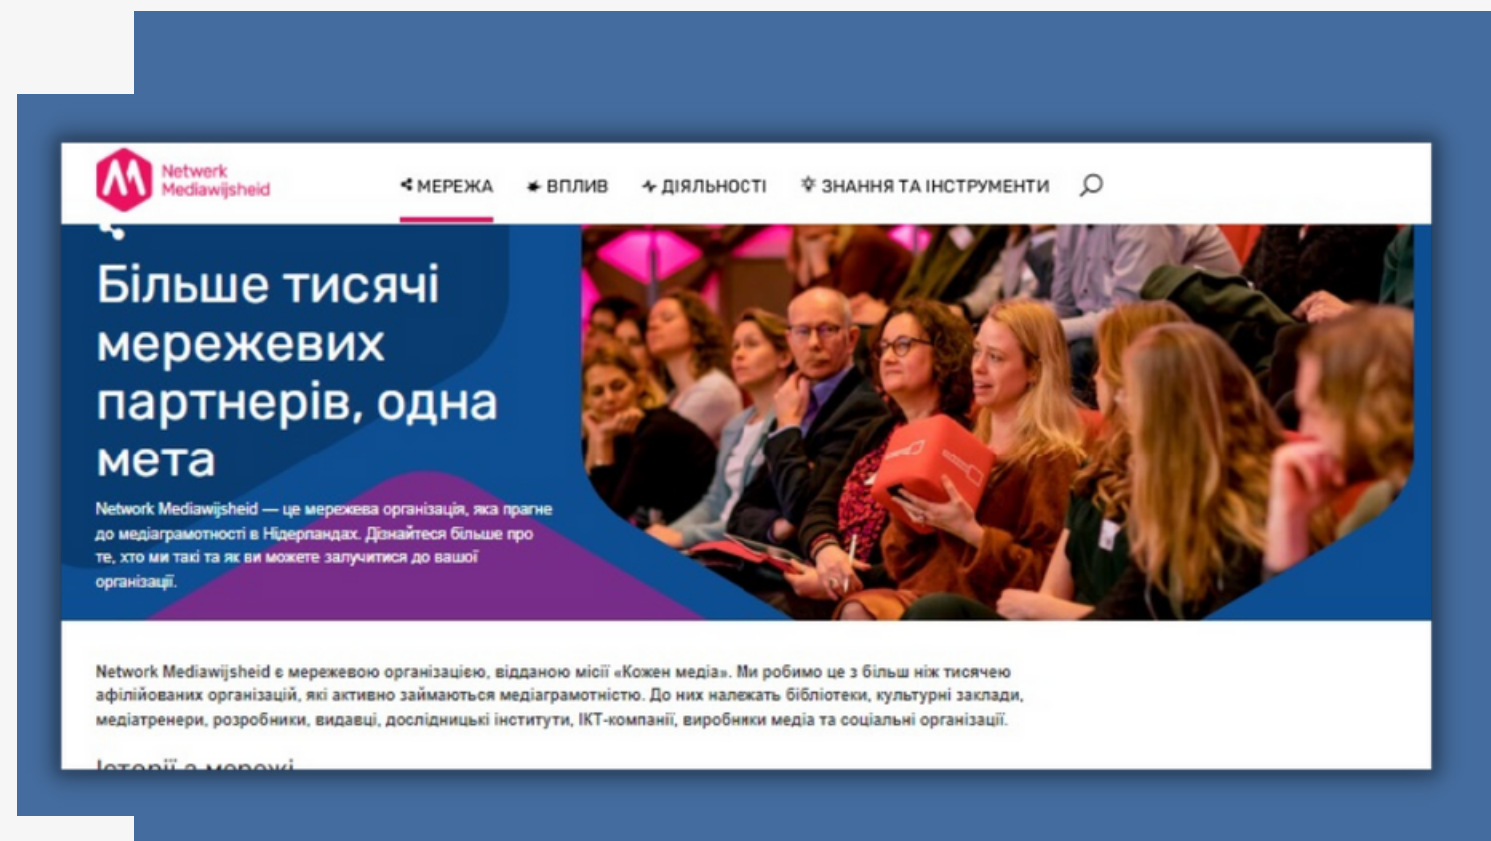 Netwerk
Mediawijsheid
МЕРЕЖА
ВПЛИВ
ДІЯЛЬНОСТІ
ЗНАННЯ ТА ІНСТРУМЕНТИ
Більше тисячі
мережевих
партнерів, одна
мета
Network Mediawijsheid — це мережева організація, яка прагне
до медіаграмотності в Нідерландах. Дізнайтеся більше про
те, хто ми такі та як ви можете залучитися до вашої
організації.
Network Mediawijsheid є мережевою організацією, відданою місії «Кожен медіа». Ми робимо це з більш ніж тисячею
афілійованих організацій, які активно займаються медіаграмотністю. До них належать бібліотеки, культурні заклади,
медіатренери, розробники, видавці, дослідницькі інститути, ІКТ-компанії, виробники медіа та соціальні організації.
Історії з мережі